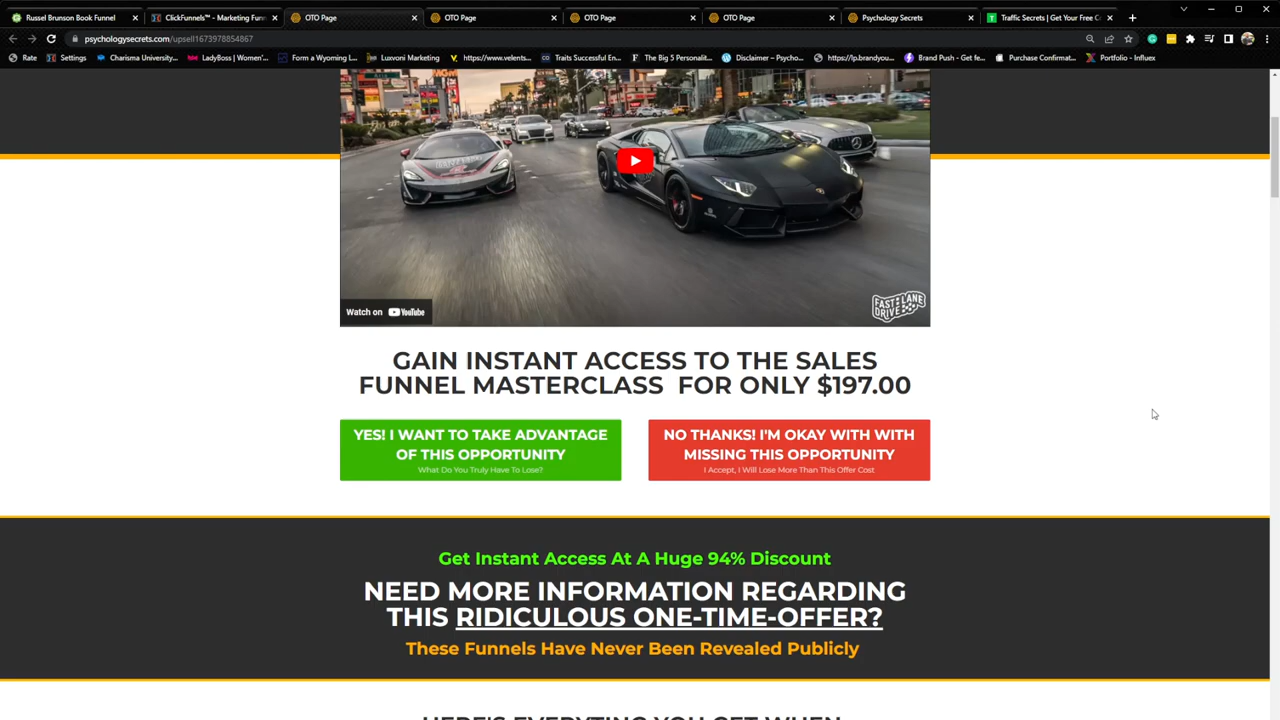 Russel Brunson Book Funnel
ClickFunnels™ - Marketing Funn
OTO Page
OTO Page
OTO Page
OTO Page
Psychology Secrets
Traffic Secrets | Get Your Free C
psychologysecrets.com/upsell1673978854867
Rate
Settings
Charisma University...
LadyBoss | Women'...
Form a Wyoming L...
Luxvoni Marketing
https://www.velents...
Traits Successful En...
The Big 5 Personalit...
Disclaimer – Psycho...
https://lp.brandyou...
Brand Push - Get fe...
Purchase Confirmat...
Portfolio - Influex
Watch on YouTube
FAST LANE
DRIVE
GAIN INSTANT ACCESS TO THE SALES
FUNNEL MASTERCLASS FOR ONLY $197.00
YES! I WANT TO TAKE ADVANTAGE
OF THIS OPPORTUNITY
What Do You Truly Have To Lose?
NO THANKS! I'M OKAY WITH WITH
MISSING THIS OPPORTUNITY
I Accept, I Will Lose More Than This Offer Cost
Get Instant Access At A Huge 94% Discount
NEED MORE INFORMATION REGARDING
THIS RIDICULOUS ONE-TIME-OFFER?
These Funnels Have Never Been Revealed Publicly
HERE'S EVERYTING YOU GET WHEN